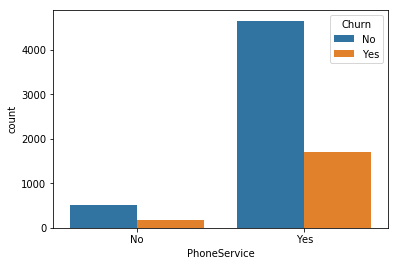 Churn
No
Yes
4000
3000
2000
1000
0
count
No
Yes
PhoneService